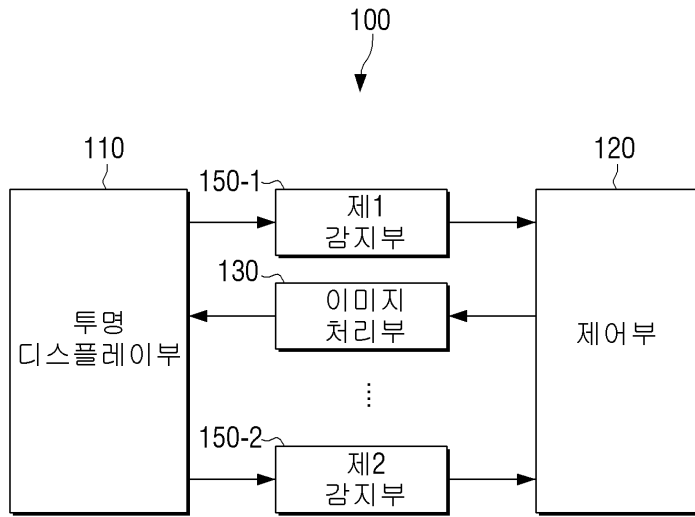 100
110
150-1
120
제1
감지부
130
이미지
처리부
투명
디스플레이부
제어부
150-2
제2
감지부